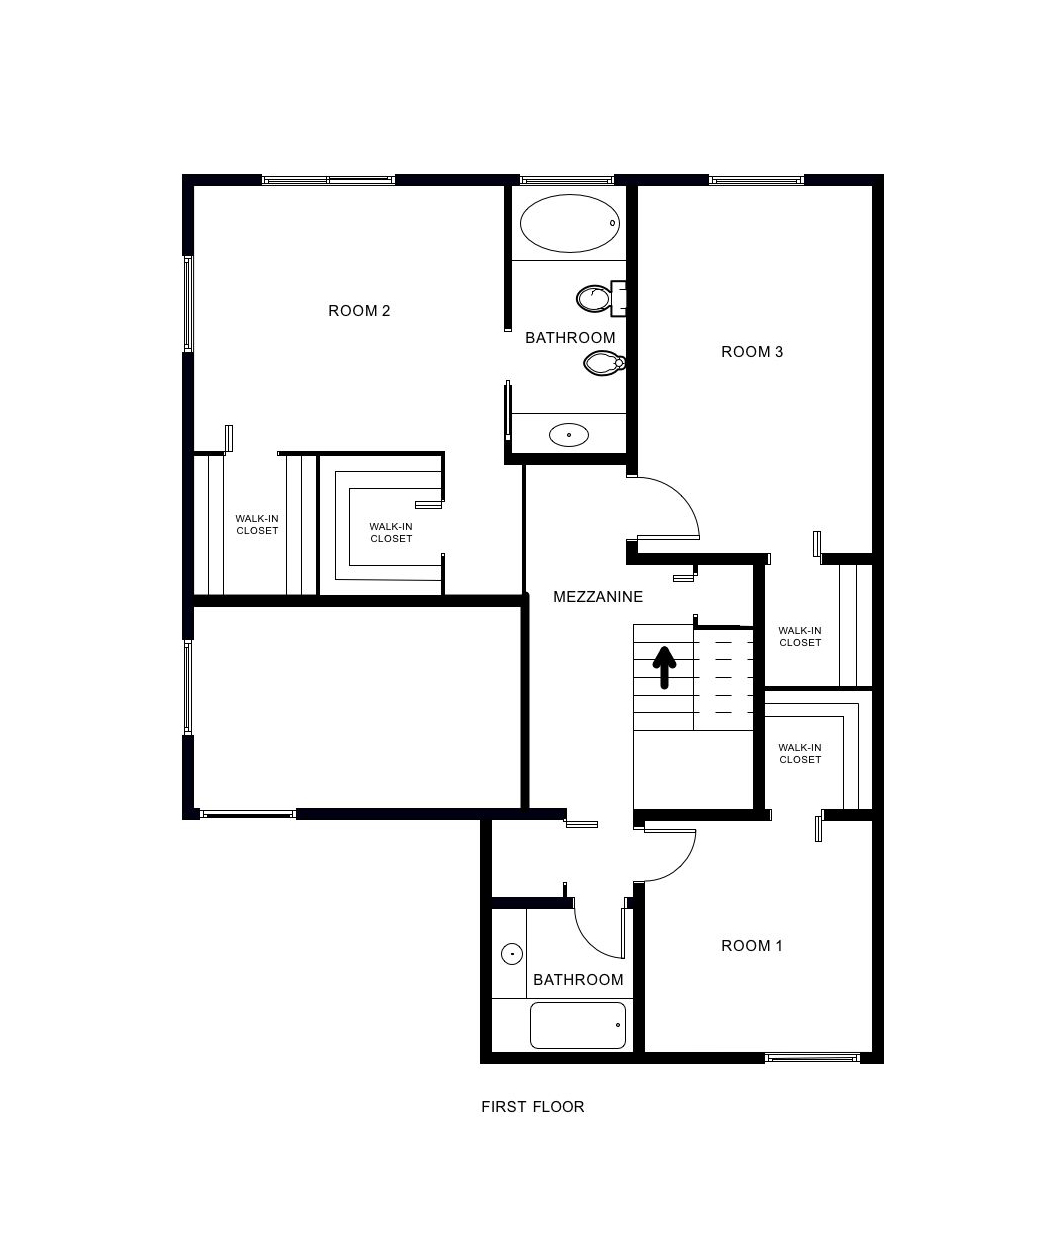 ROOM 2
BATHROOM
ROOM 3
WALK-IN
CLOSET
WALK-IN
CLOSET
MEZZANINE
WALK-IN
CLOSET
WALK-IN
CLOSET
ROOM 1
BATHROOM
FIRST FLOOR